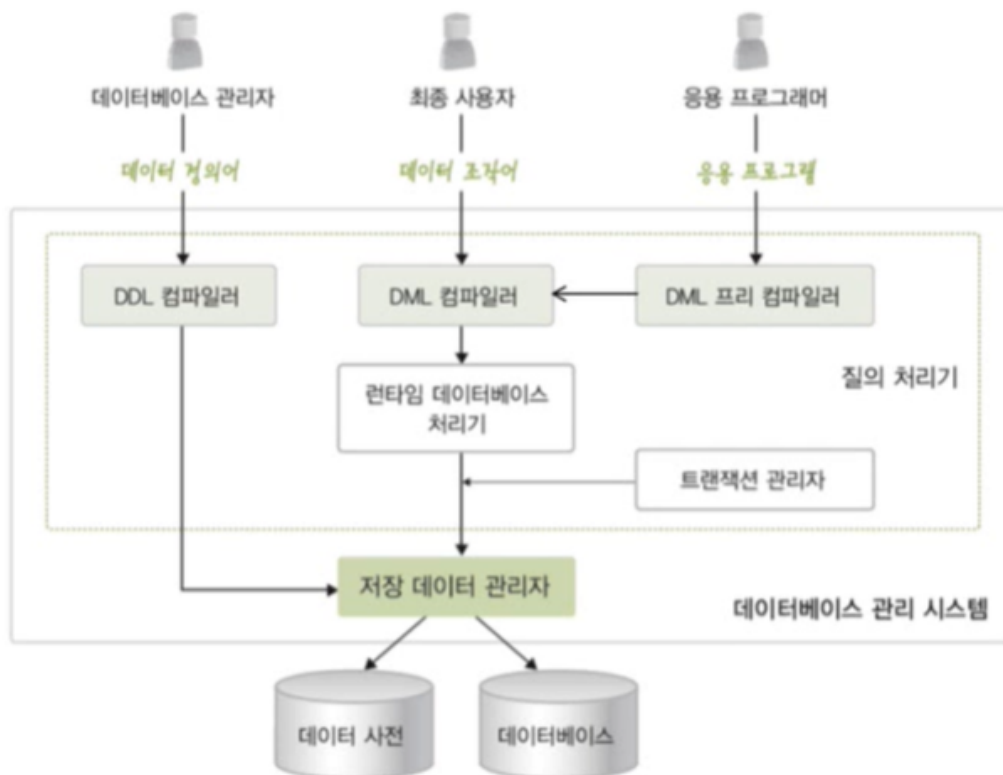 데이터베이스 관리자
최종 사용자
응용 프로그래머
데이터 정의어
데이터 조작어
응용 프로그램
DDL 컴파일러
DML 컴파일러
DML 프리 컴파일러
런타임 데이터베이스
처리기
질의 처리기
트랜잭션 관리자
저장 데이터 관리자
데이터베이스 관리 시스템
데이터 사전
데이터베이스